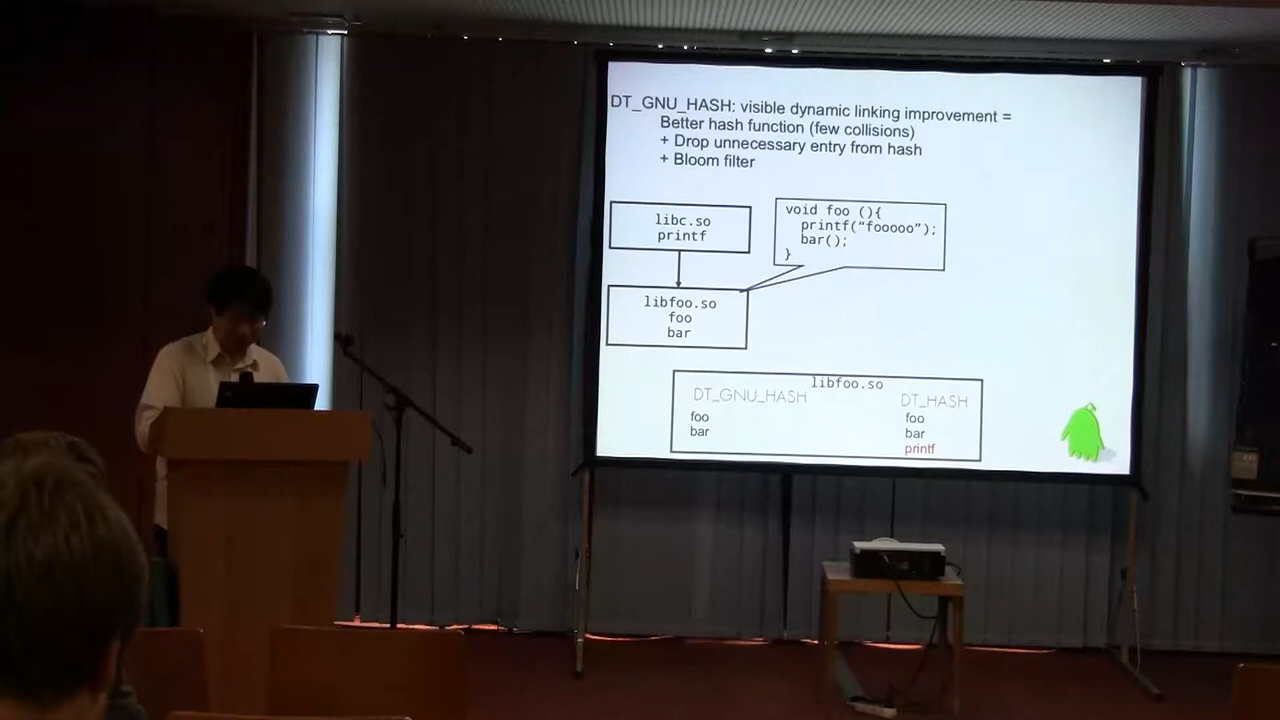 DT_GNU_HASH: visible dynamic linking improvement =
Better hash function (few collisions)
+ Drop unnecessary entry from hash
+ Bloom filter
libc.so
printf
void foo (){
printf(“fooooo”);
bar();
}
libfoo.so
foo
bar
libfoo.so
DT_GNU_HASH
foo
bar
DT_HASH
foo
bar
printf